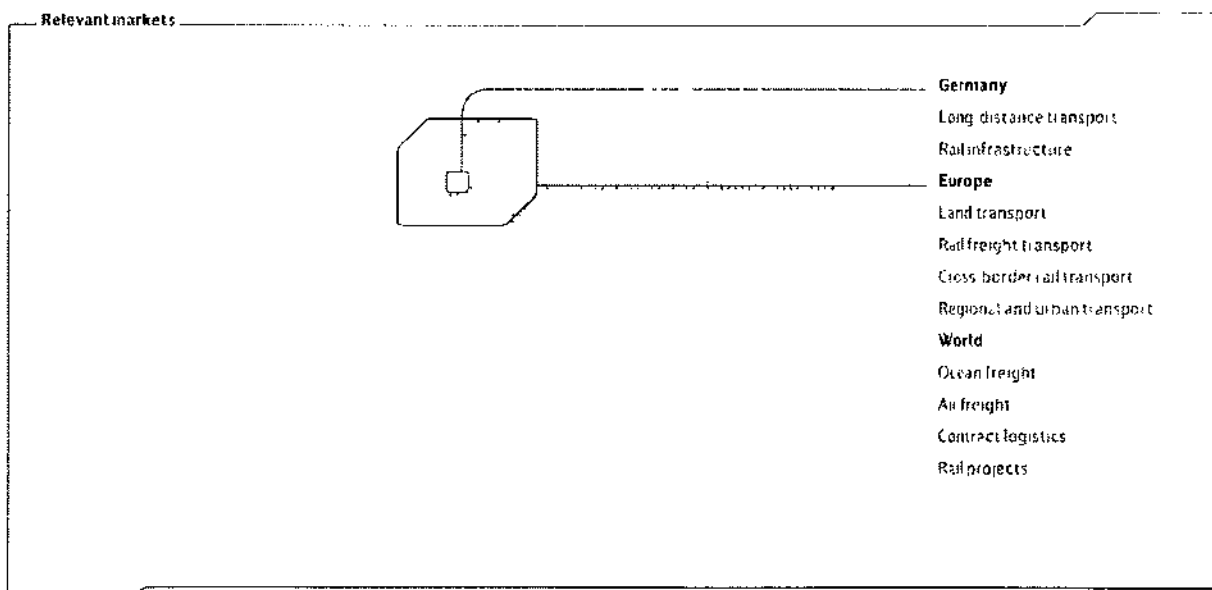 Relevant markets
Germany
Long distance transport
Rail infrastructure
Europe
Land transport
Rail freight transport
Cross border rail transport
Regional and urban transport
World
Ocean freight
Air freight
Contract logistics
Rail projects